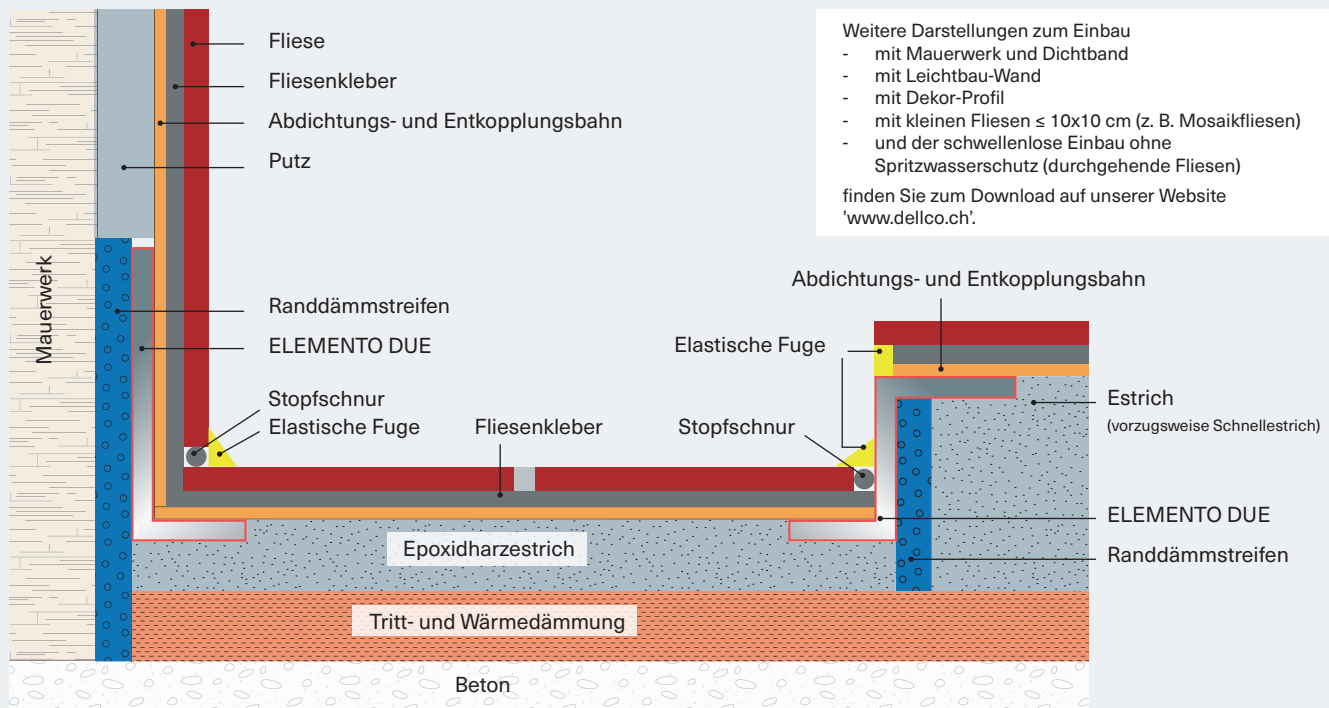 Fliese
Fliesenkleber
Abdichtungs- und Entkopplungsbahn
Putz
Mauerwerk
Randdämmstreifen
ELEMENTO DUE
Stopfschnur
Elastische Fuge
Fliesenkleber
Weitere Darstellungen zum Einbau
- mit Mauerwerk und Dichtband
- mit Leichtbau-Wand
- mit Dekor-Profil
- mit kleinen Fliesen ≤ 10x10 cm (z. B. Mosaikfliesen)
- und der schwellenlose Einbau ohne
Spritzwasserschutz (durchgehende Fliesen)
finden Sie zum Download auf unserer Website
'www.dellco.ch'.
Abdichtungs- und Entkopplungsbahn
Elastische Fuge
Stopfschnur
Estrich
(vorzugsweise Schnellestrich)
ELEMENTO DUE
Randdämmstreifen
Epoxidharzestrich
Tritt- und Wärmedämmung
Beton